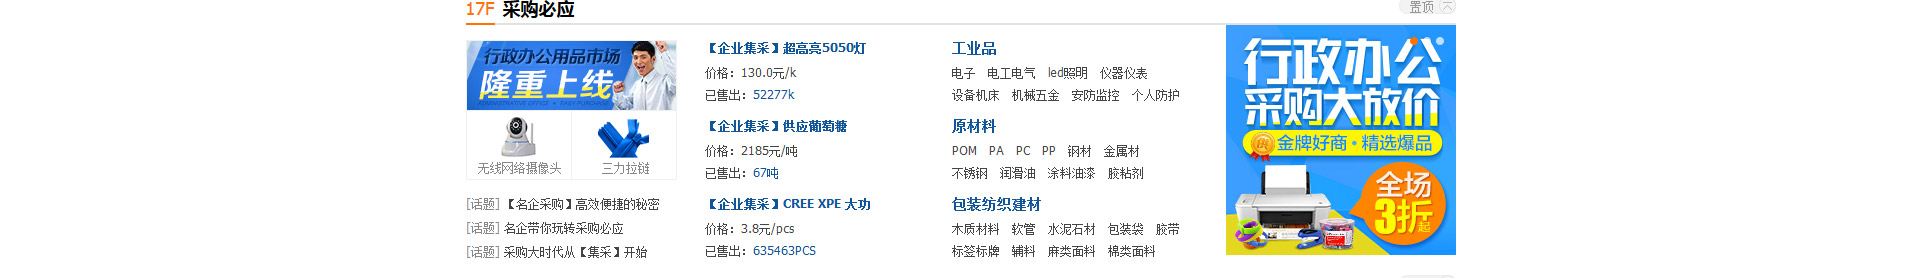 17F 采购必应
置顶
行政办公用品市场
隆重上线
ADMINISTRATIVE OFFICE • EASY PURCHASE
无线网络摄像头
三力拉链
[话题] 【名企采购】高效便捷的秘密
[话题] 名企带你玩转采购必应
[话题] 采购大时代从【集采】开始
【企业集采】超高亮5050灯
价格：130.0元/k
已售出：52277k
【企业集采】供应葡萄糖
价格：2185元/吨
已售出：67吨
【企业集采】CREE XPE 大功
价格：3.8元/pcs
已售出：635463PCS
工业品
电子 电工电气 led照明 仪器仪表
设备机床 机械五金 安防监控 个人防护
原材料
POM PA PC PP 钢材 金属材
不锈钢 润滑油 涂料油漆 胶粘剂
包装纺织建材
木质材料 软管 水泥石材 包装袋 胶带
标签标牌 辅料 麻类面料 棉类面料
行政办公
采购大放价
金牌好商·精选爆品
全场
3折起